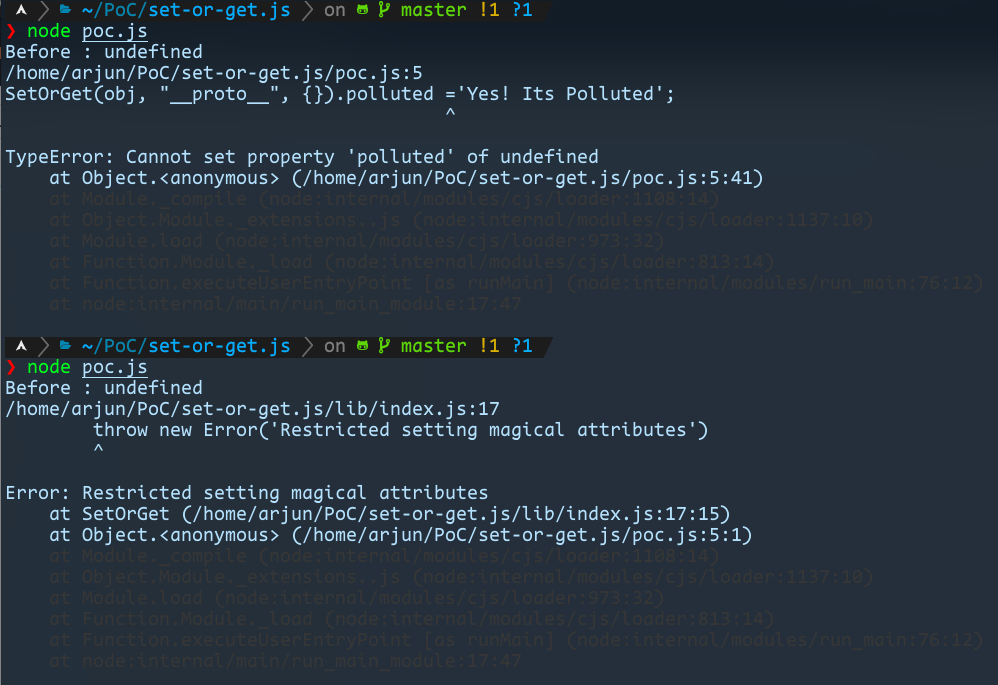 ~/PoC/set-or-get.js on master !1 ?1
❯ node poc.js
Before : undefined
/home/arjun/PoC/set-or-get.js/poc.js:5
SetOrGet(obj, "__proto__", {}).polluted ='Yes! Its Polluted';
^
TypeError: Cannot set property 'polluted' of undefined
at Object.<anonymous> (/home/arjun/PoC/set-or-get.js/poc.js:5:41)
at Module._compile (node:internal/modules/cjs/loader:1108:14)
at Object.Module._extensions..js (node:internal/modules/cjs/loader:1137:10)
at Module.load (node:internal/modules/cjs/loader:973:32)
at Function.Module._load (node:internal/modules/cjs/loader:813:14)
at Function.executeUserEntryPoint [as runMain] (node:internal/modules/run_main:76:12)
at node:internal/main/run_main_module:17:47
~/PoC/set-or-get.js on master !1 ?1
❯ node poc.js
Before : undefined
/home/arjun/PoC/set-or-get.js/lib/index.js:17
throw new Error('Restricted setting magical attributes')
^
Error: Restricted setting magical attributes
at SetOrGet (/home/arjun/PoC/set-or-get.js/lib/index.js:17:15)
at Object.<anonymous> (/home/arjun/PoC/set-or-get.js/poc.js:5:1)
at Module._compile (node:internal/modules/cjs/loader:1108:14)
at Object.Module._extensions..js (node:internal/modules/cjs/loader:1137:10)
at Module.load (node:internal/modules/cjs/loader:973:32)
at Function.Module._load (node:internal/modules/cjs/loader:813:14)
at Function.executeUserEntryPoint [as runMain] (node:internal/modules/run_main:76:12)
at node:internal/main/run_main_module:17:47